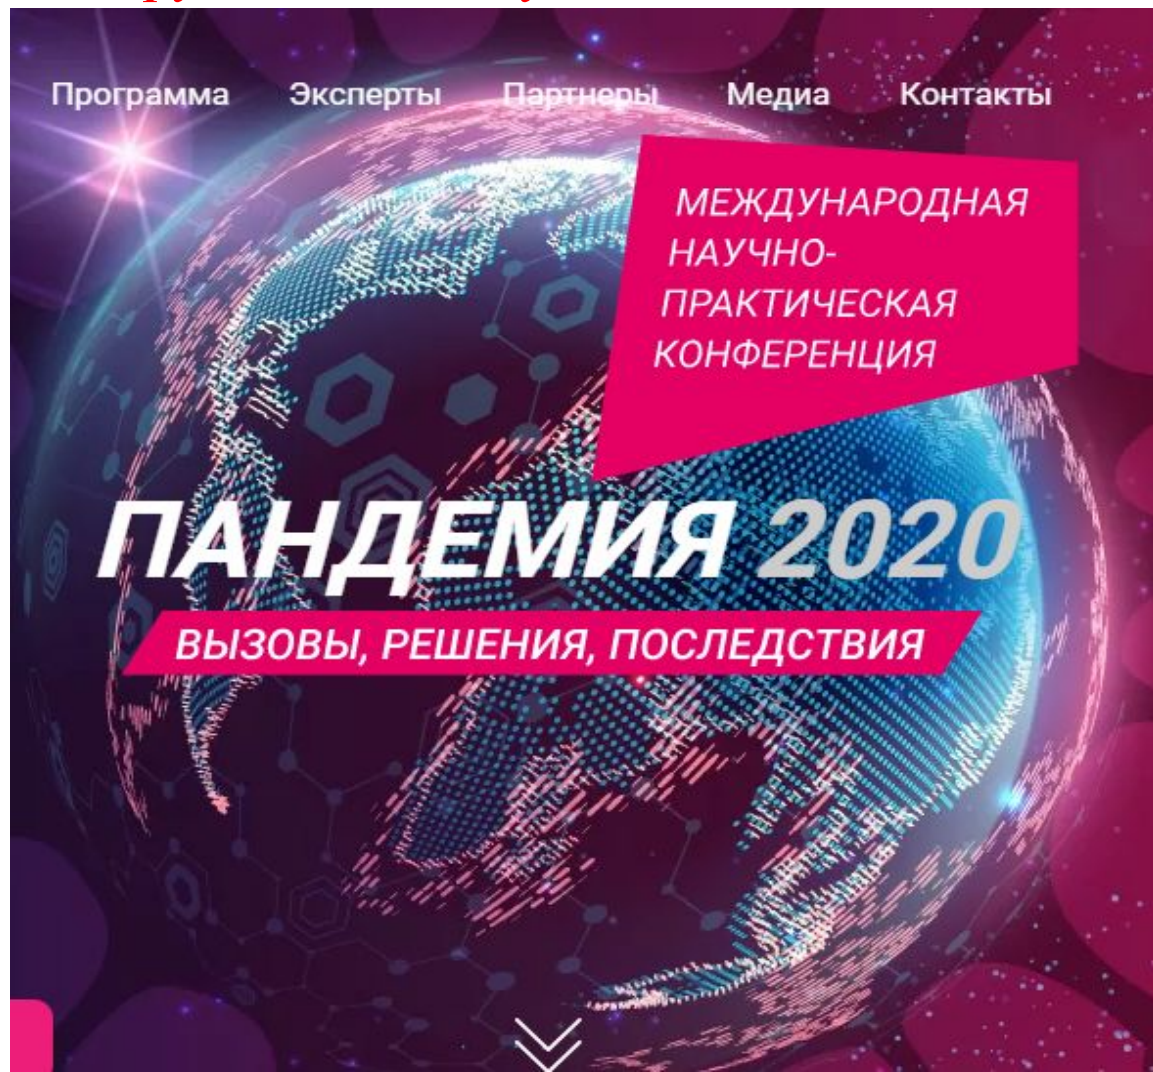 Программа Эксперты Партнеры Медиа Контакты
МЕЖДУНАРОДНАЯ
НАУЧНО-
ПРАКТИЧЕСКАЯ
КОНФЕРЕНЦИЯ
ПАНДЕМИЯ 2020
ВЫЗОВЫ, РЕШЕНИЯ, ПОСЛЕДСТВИЯ